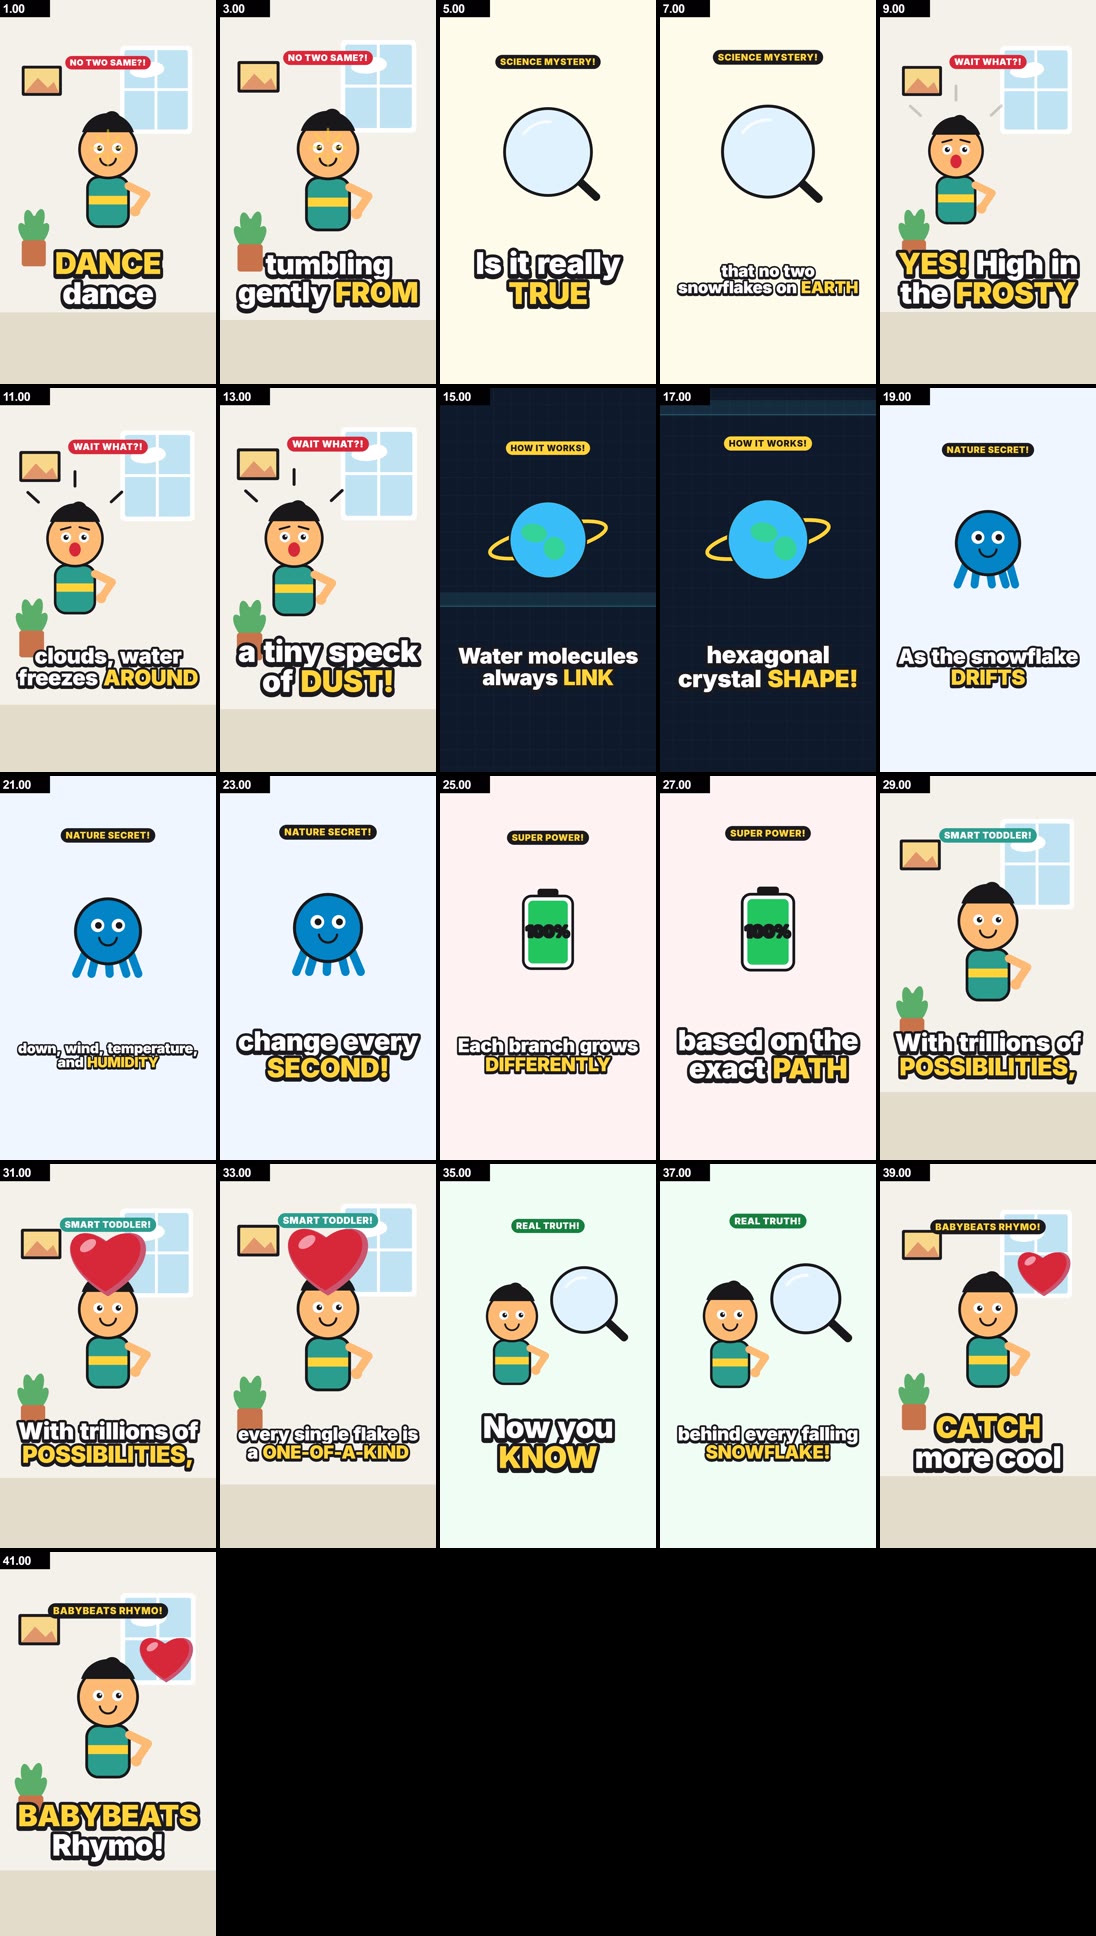 1.00
NO TWO SAME?!
DANCE
dance
3.00
NO TWO SAME?!
tumbling
gently FROM
5.00
SCIENCE MYSTERY!
Is it really
TRUE
7.00
SCIENCE MYSTERY!
that no two
snowflakes on EARTH
9.00
WAIT WHAT?!
YES! High in
the FROSTY
11.00
WAIT WHAT?!
clouds, water
freezes AROUND
13.00
WAIT WHAT?!
a tiny speck
of DUST!
15.00
HOW IT WORKS!
Water molecules
always LINK
17.00
HOW IT WORKS!
hexagonal
crystal SHAPE!
19.00
NATURE SECRET!
As the snowflake
DRIFTS
21.00
NATURE SECRET!
down, wind, temperature,
and HUMIDITY
23.00
NATURE SECRET!
change every
SECOND!
25.00
SUPER POWER!
100%
Each branch grows
DIFFERENTLY
27.00
SUPER POWER!
100%
based on the
exact PATH
29.00
SMART TODDLER!
With trillions of
POSSIBILITIES,
31.00
SMART TODDLER!
With trillions of
POSSIBILITIES,
33.00
SMART TODDLER!
every single flake is
a ONE-OF-A-KIND
35.00
REAL TRUTH!
Now you
KNOW
37.00
REAL TRUTH!
behind every falling
SNOWFLAKE!
39.00
BABYBEATS RHYMO!
CATCH
more cool
41.00
BABYBEATS RHYMO!
BABYBEATS
Rhymo!